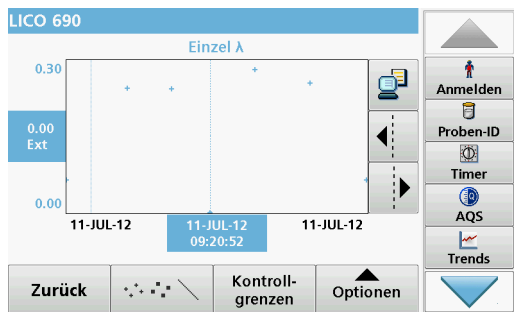 LICO 690
Einzel λ
0.30
0.00
Ext
0.00
11-JUL-12
11-JUL-12
09:20:52
11-JUL-12
Anmelden
Proben-ID
Timer
AQS
Trends
Zurück
Kontroll-
grenzen
Optionen